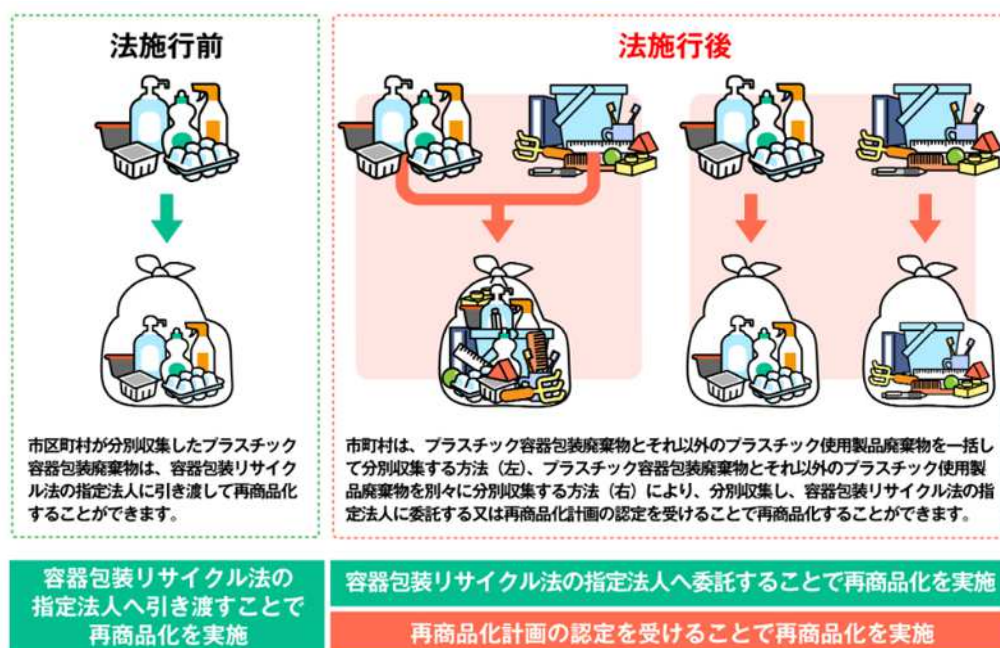 法施行前
市区町村が分別収集したプラスチック
容器包装廃棄物は、容器包装リサイク
ル法の指定法人に引き渡して再商品化
することができます。
容器包装リサイクル法の
指定法人へ引き渡すことで
再商品化を実施
法施行後
市町村は、プラスチック容器包装廃棄物とそれ以外のプラスチック使用製品廃棄物を一括し
て分別収集する方法（左）、プラスチック容器包装廃棄物とそれ以外のプラスチック使用製
品廃棄物を別々に分別収集する方法（右）により、分別収集し、容器包装リサイクル法の指
定法人に委託する又は再商品化計画の認定を受けることで再商品化することができます。
容器包装リサイクル法の指定法人へ委託することで再商品化を実施
再商品化計画の認定を受けることで再商品化を実施